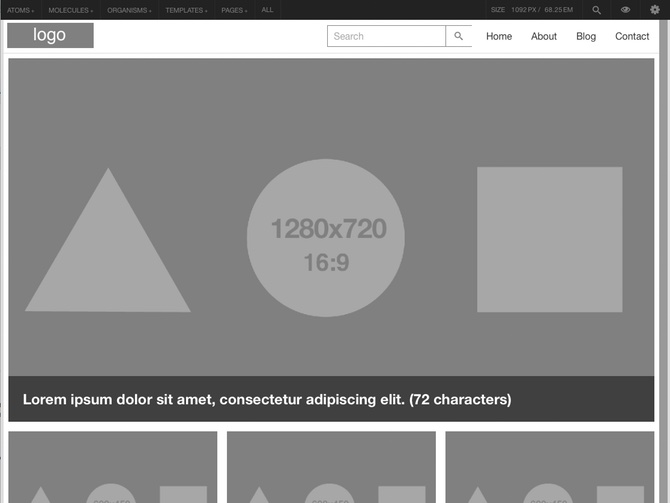 ATOMS MOLECULES ORGANISMS TEMPLATES PAGES ALL SIZE 1092 PX / 68.25 EM
logo Search Home About Blog Contact
1280x720
16:9
Lorem ipsum dolor sit amet, consectetur adipiscing elit. (72 characters)